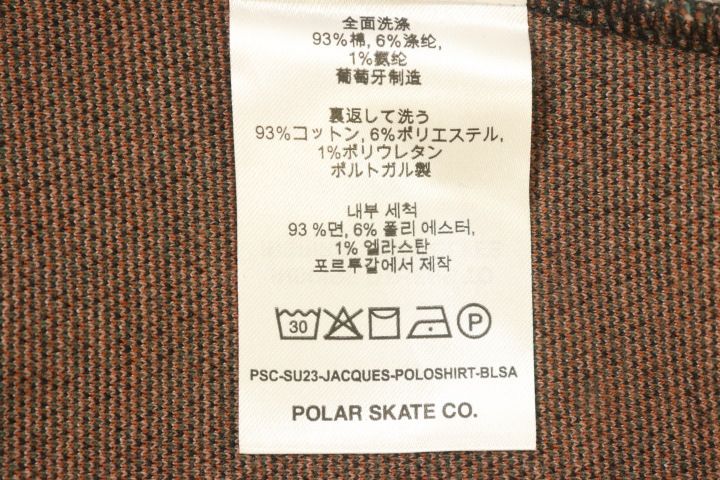 全面洗涤
93%棉, 6%涤纶,
1%氨纶
葡萄牙制造
裏返して洗う
93%コットン, 6%ポリエステル,
1%ポリウレタン
ポルトガル製
내부 세척
93 %면, 6% 폴리 에스터,
1% 엘라스탄
포르투갈에서 제작
30
P
PSC-SU23-JACQUES-POLOSHIRT-BLSA
POLAR SKATE CO.